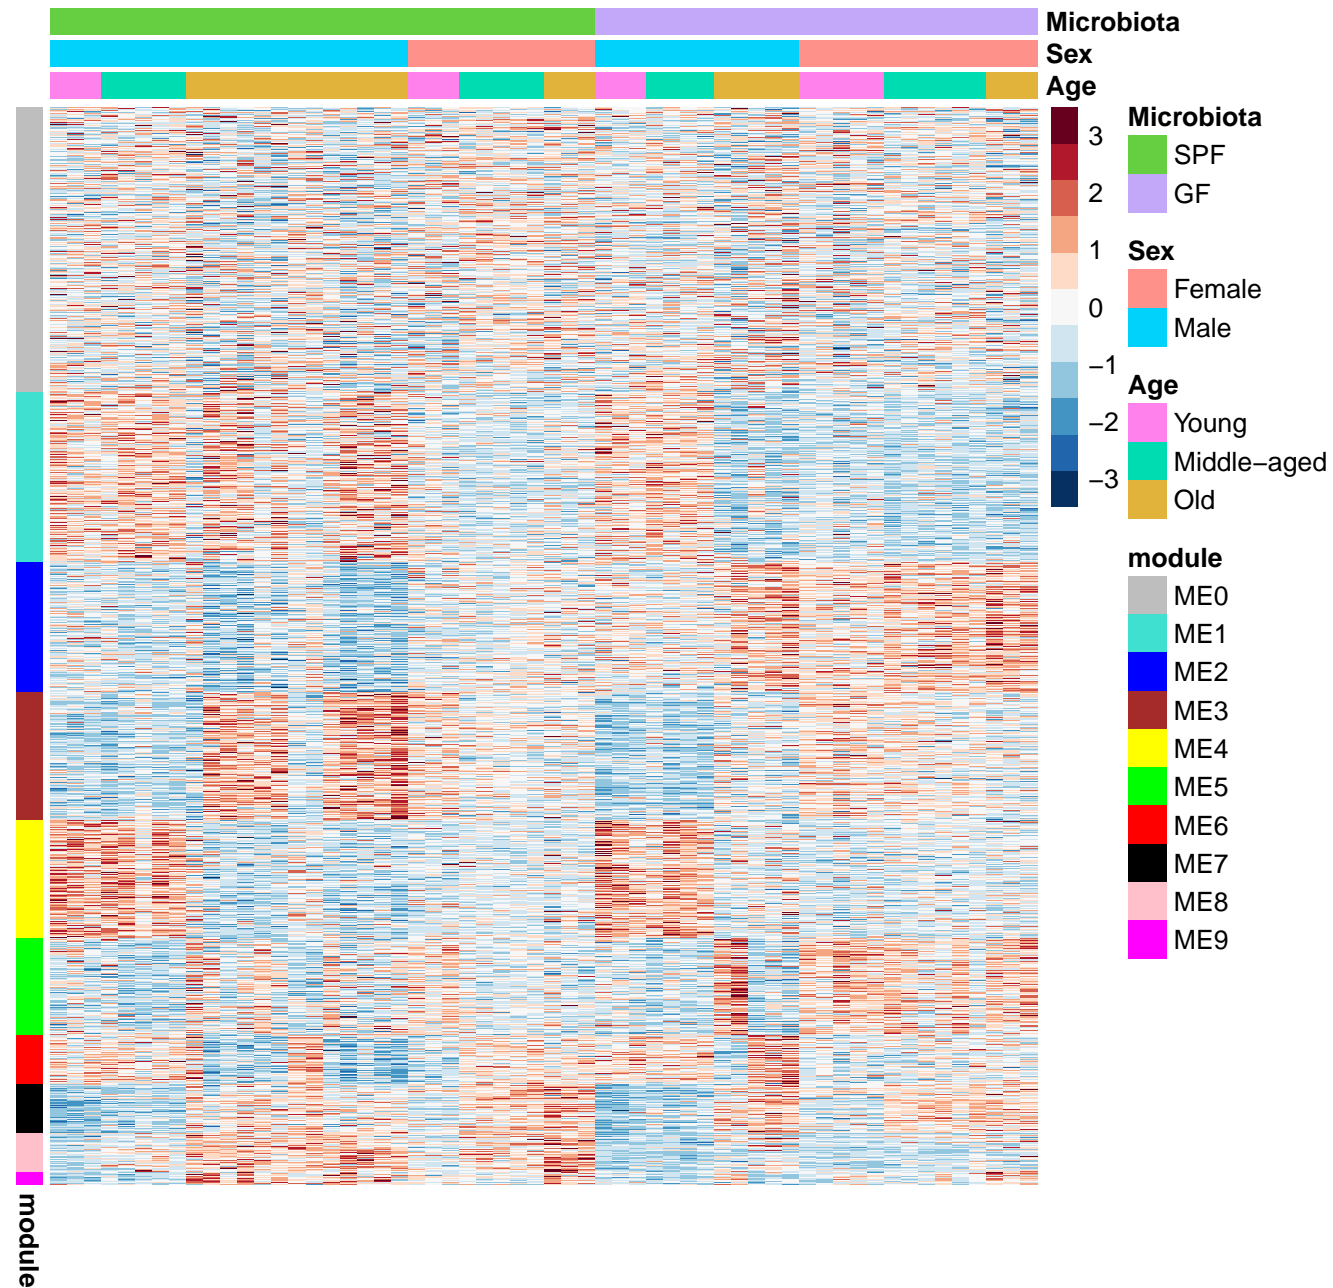 Microbiota
Sex
Age
3
2
1
0
−1
−2
−3
Microbiota
SPF
GF
Sex
Female
Male
Age
Young
Middle−aged
Old
module
ME0
ME1
ME2
ME3
ME4
ME5
ME6
ME7
ME8
ME9
module